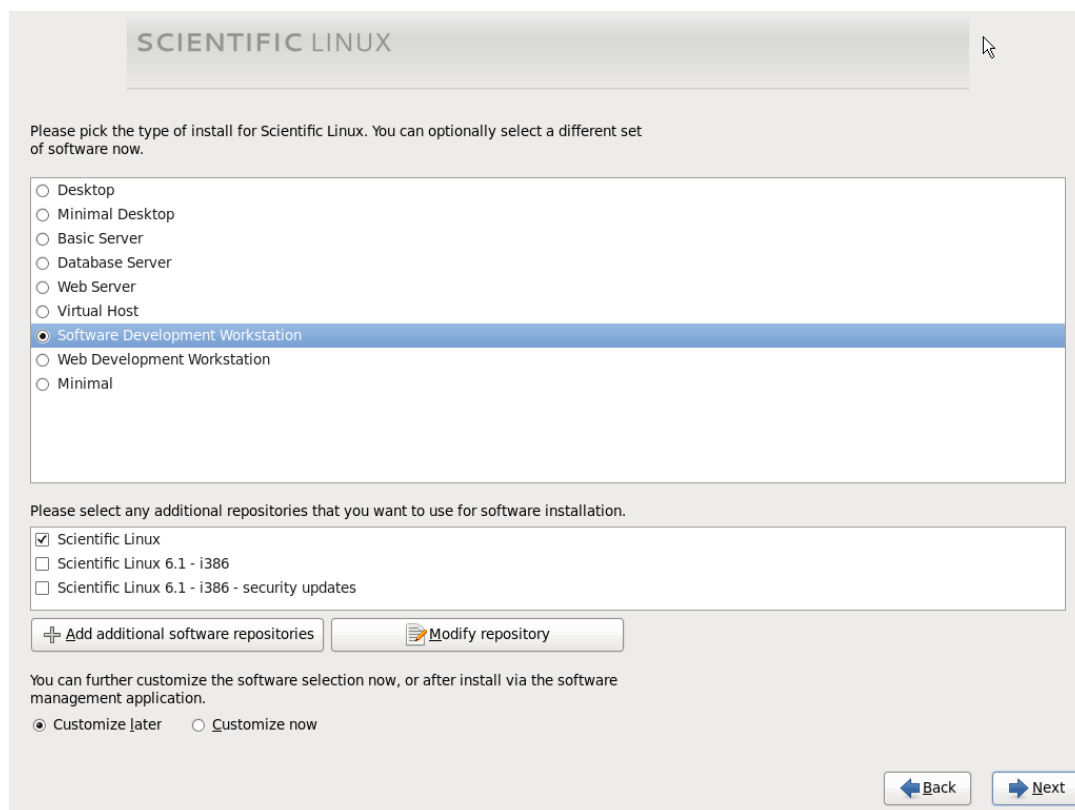 SCIENTIFIC LINUX
Please pick the type of install for Scientific Linux. You can optionally select a different set
of software now.
Desktop
Minimal Desktop
Basic Server
Database Server
Web Server
Virtual Host
Software Development Workstation
Web Development Workstation
Minimal
Please select any additional repositories that you want to use for software installation.
Scientific Linux
Scientific Linux 6.1 - i386
Scientific Linux 6.1 - i386 - security updates
Add additional software repositories Modify repository
You can further customize the software selection now, or after install via the software
management application.
Customize later Customize now
Back Next